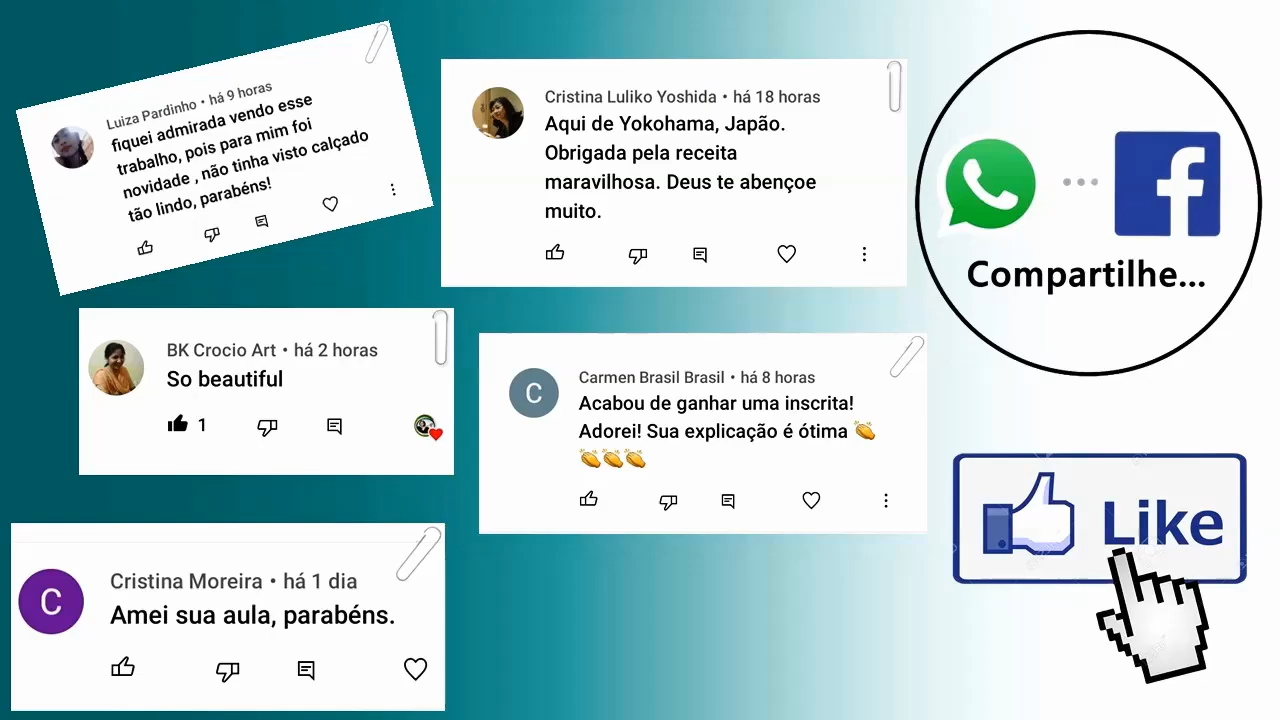 Luiza Pardinho • há 9 horas
fiquei admirada vendo esse
trabalho, pois para mim foi
novidade , não tinha visto calçado
tão lindo, parabéns!
Cristina Luliko Yoshida • há 18 horas
Aqui de Yokohama, Japão.
Obrigada pela receita
maravilhosa. Deus te abençoe
muito.
Compartilhe...
BK Crocio Art • há 2 horas
So beautiful
1
C
Carmen Brasil Brasil • há 8 horas
Acabou de ganhar uma inscrita!
Adorei! Sua explicação é ótima 👏
👏👏👏
Like
C
Cristina Moreira • há 1 dia
Amei sua aula, parabéns.